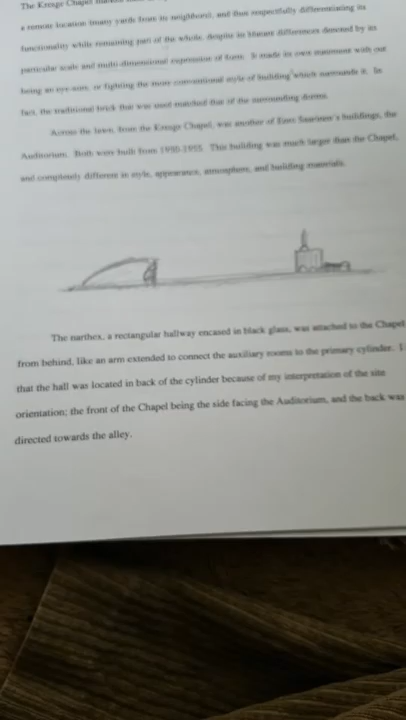 The Kresge Chapel
a remote location (many yards from its neighbors), and thus respectfully differentiating its
functionality while remaining part of the whole, despite its blatant differences denoted by its
particular scale and multi-dimensional expression of form. It made its own statement with out
being an eye-sore, or fighting the more conventional style of building which surrounds it. In
fact, the traditional brick that was used matched that of the surrounding dorms.
Across the lawn, from the Kresge Chapel, was another of Eero Saarinen's buildings, the
Auditorium. Both were built from 1950-1955. This building was much larger than the Chapel,
and completely different in style, appearance, atmosphere, and building materials.
The narthex, a rectangular hallway encased in black glass, was attached to the Chapel
from behind, like an arm extended to connect the auxiliary rooms to the primary cylinder. I
that the hall was located in back of the cylinder because of my interpretation of the site
orientation; the front of the Chapel being the side facing the Auditorium, and the back was
directed towards the alley.